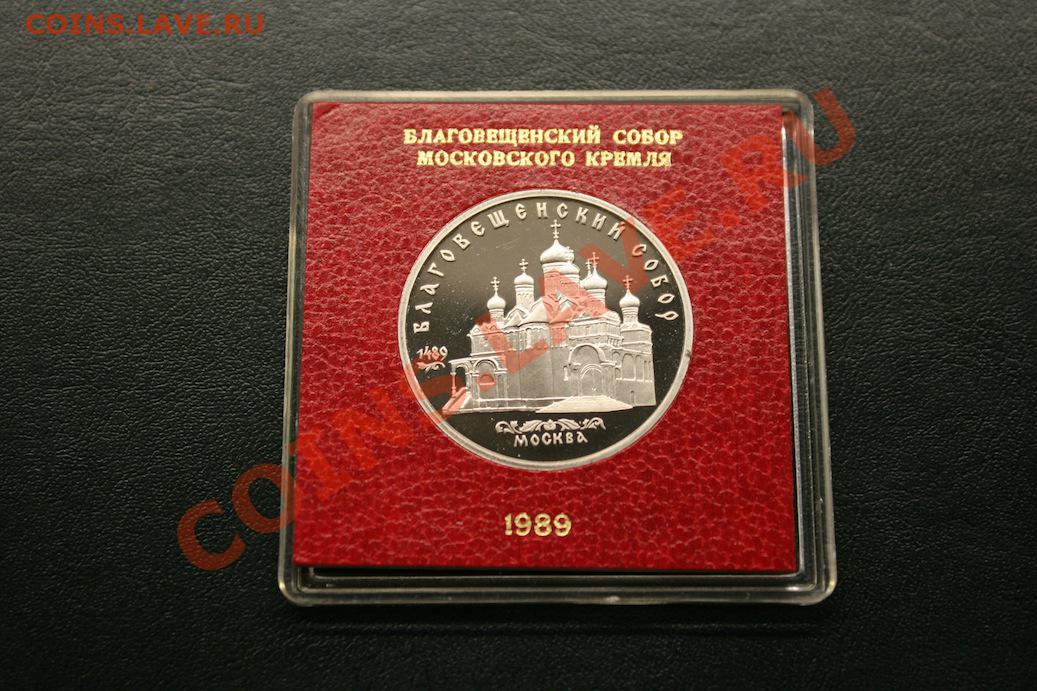 COINS.LAVE.RU
БЛАГОВЕЩЕНСКИЙ СОБОР
МОСКОВСКОГО КРЕМЛЯ
БЛАГОВЕЩЕНСКИЙ СОБОР
1489
МОСКВА
1989
COINS.LAVE.RU